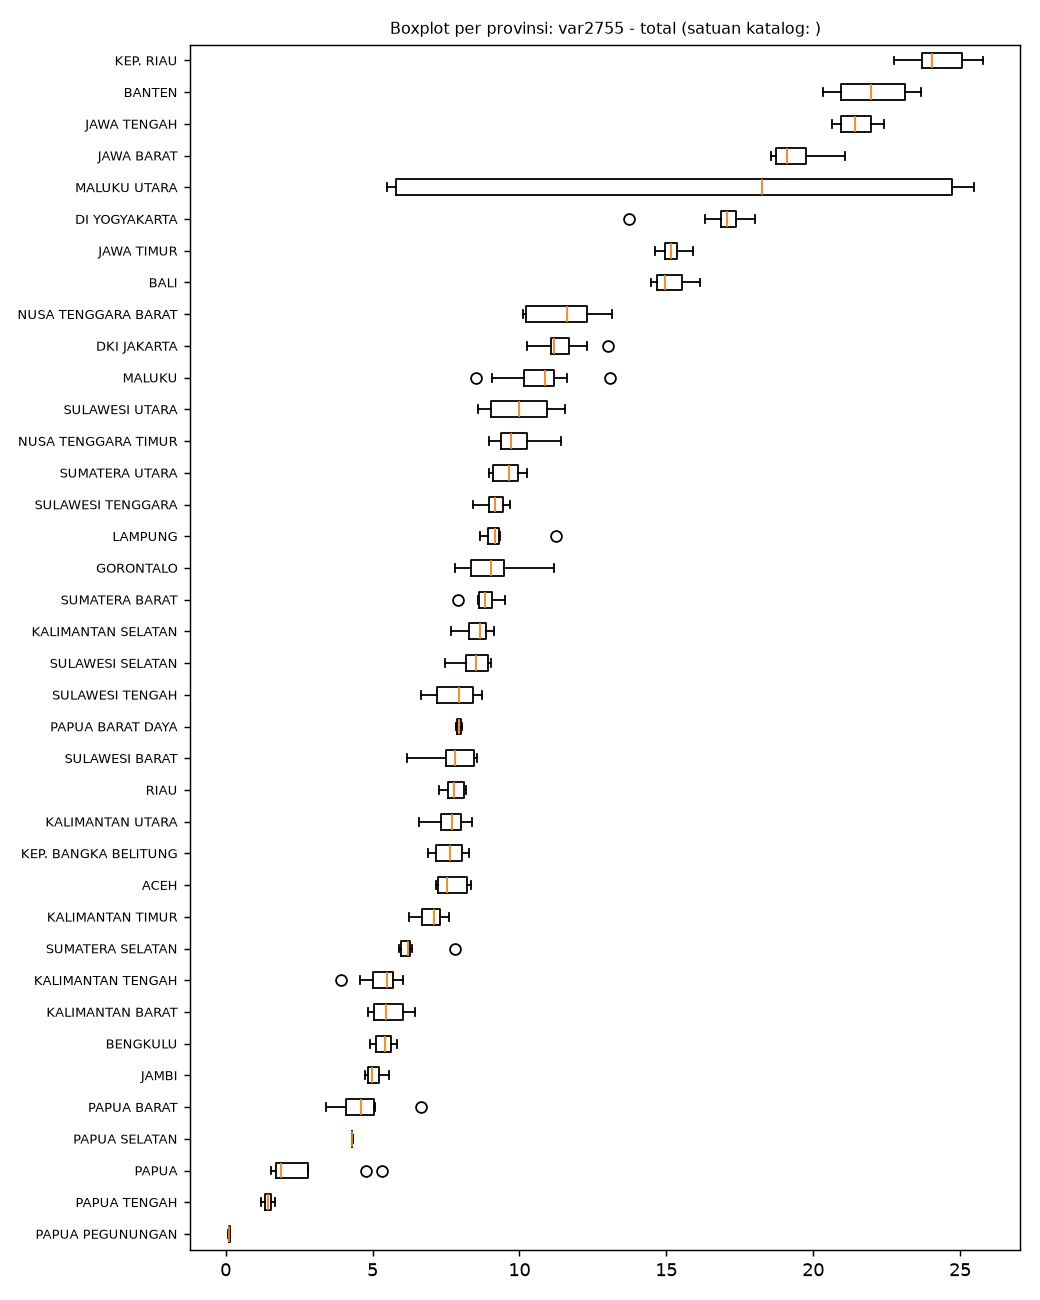 Boxplot per provinsi: var2755 - total (satuan katalog: )
KEP. RIAU
BANTEN
JAWA TENGAH
JAWA BARAT
MALUKU UTARA
DI YOGYAKARTA
JAWA TIMUR
BALI
NUSA TENGGARA BARAT
DKI JAKARTA
MALUKU
SULAWESI UTARA
NUSA TENGGARA TIMUR
SUMATERA UTARA
SULAWESI TENGGARA
LAMPUNG
GORONTALO
SUMATERA BARAT
KALIMANTAN SELATAN
SULAWESI SELATAN
SULAWESI TENGAH
PAPUA BARAT DAYA
SULAWESI BARAT
RIAU
KALIMANTAN UTARA
KEP. BANGKA BELITUNG
ACEH
KALIMANTAN TIMUR
SUMATERA SELATAN
KALIMANTAN TENGAH
KALIMANTAN BARAT
BENGKULU
JAMBI
PAPUA BARAT
PAPUA SELATAN
PAPUA
PAPUA TENGAH
PAPUA PEGUNUNGAN
0 5 10 15 20 25